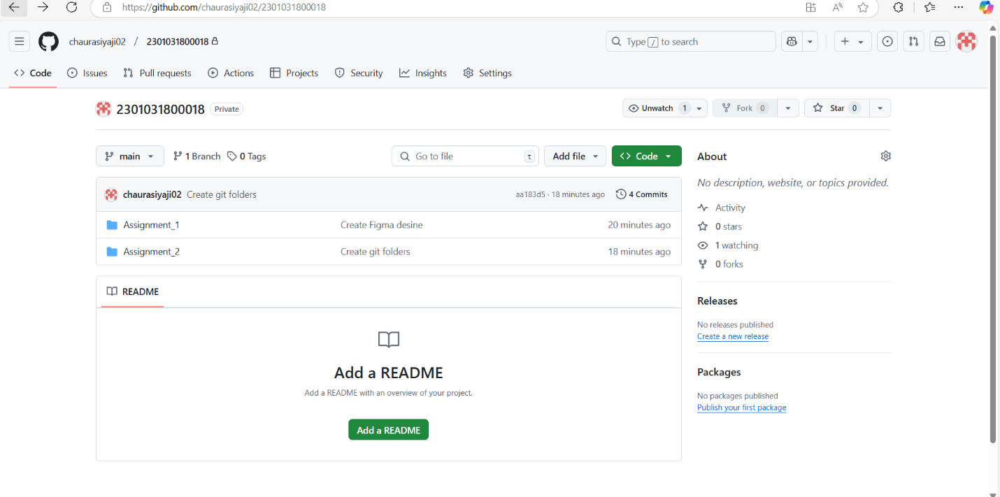 https://github.com/chaurasiyaji02/2301031800018
chaurasiyaji02 / 2301031800018
Type / to search
Code Issues Pull requests Actions Projects Security Insights Settings
2301031800018 Private
Unwatch 1 Fork 0 Star 0
main 1 Branch 0 Tags
Go to file t Add file Code
chaurasiyaji02 Create git folders aa183d5 · 18 minutes ago 4 Commits
Assignment_1 Create Figma desine 20 minutes ago
Assignment_2 Create git folders 18 minutes ago
README
Add a README
Add a README with an overview of your project.
Add a README
About
No description, website, or topics provided.
Activity
0 stars
1 watching
0 forks
Releases
No releases published
Create a new release
Packages
No packages published
Publish your first package